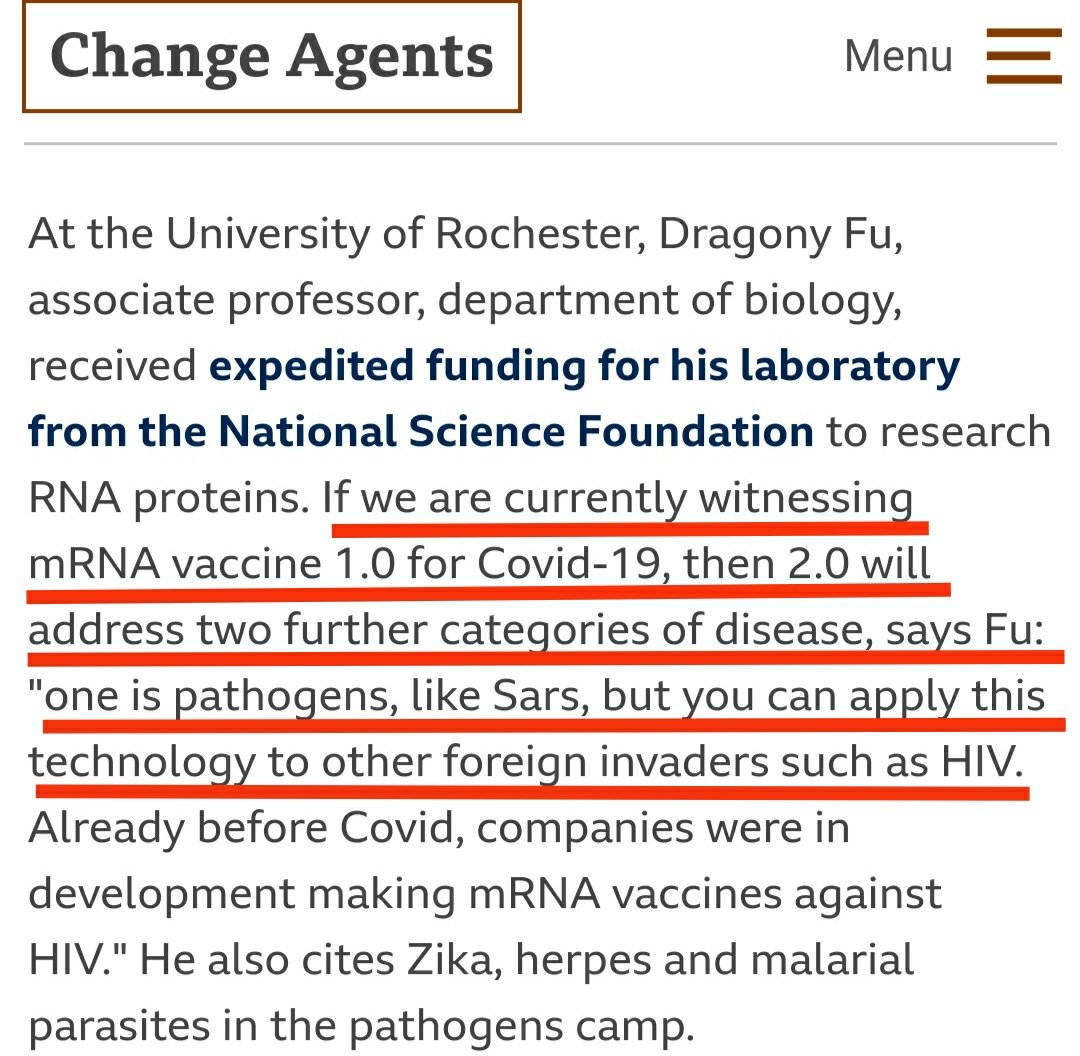 Change Agents
Menu
At the University of Rochester, Dragony Fu,
associate professor, department of biology,
received expedited funding for his laboratory
from the National Science Foundation to research
RNA proteins. If we are currently witnessing
mRNA vaccine 1.0 for Covid-19, then 2.0 will
address two further categories of disease, says Fu:
"one is pathogens, like Sars, but you can apply this
technology to other foreign invaders such as HIV.
Already before Covid, companies were in
development making mRNA vaccines against
HIV." He also cites Zika, herpes and malarial
parasites in the pathogens camp.